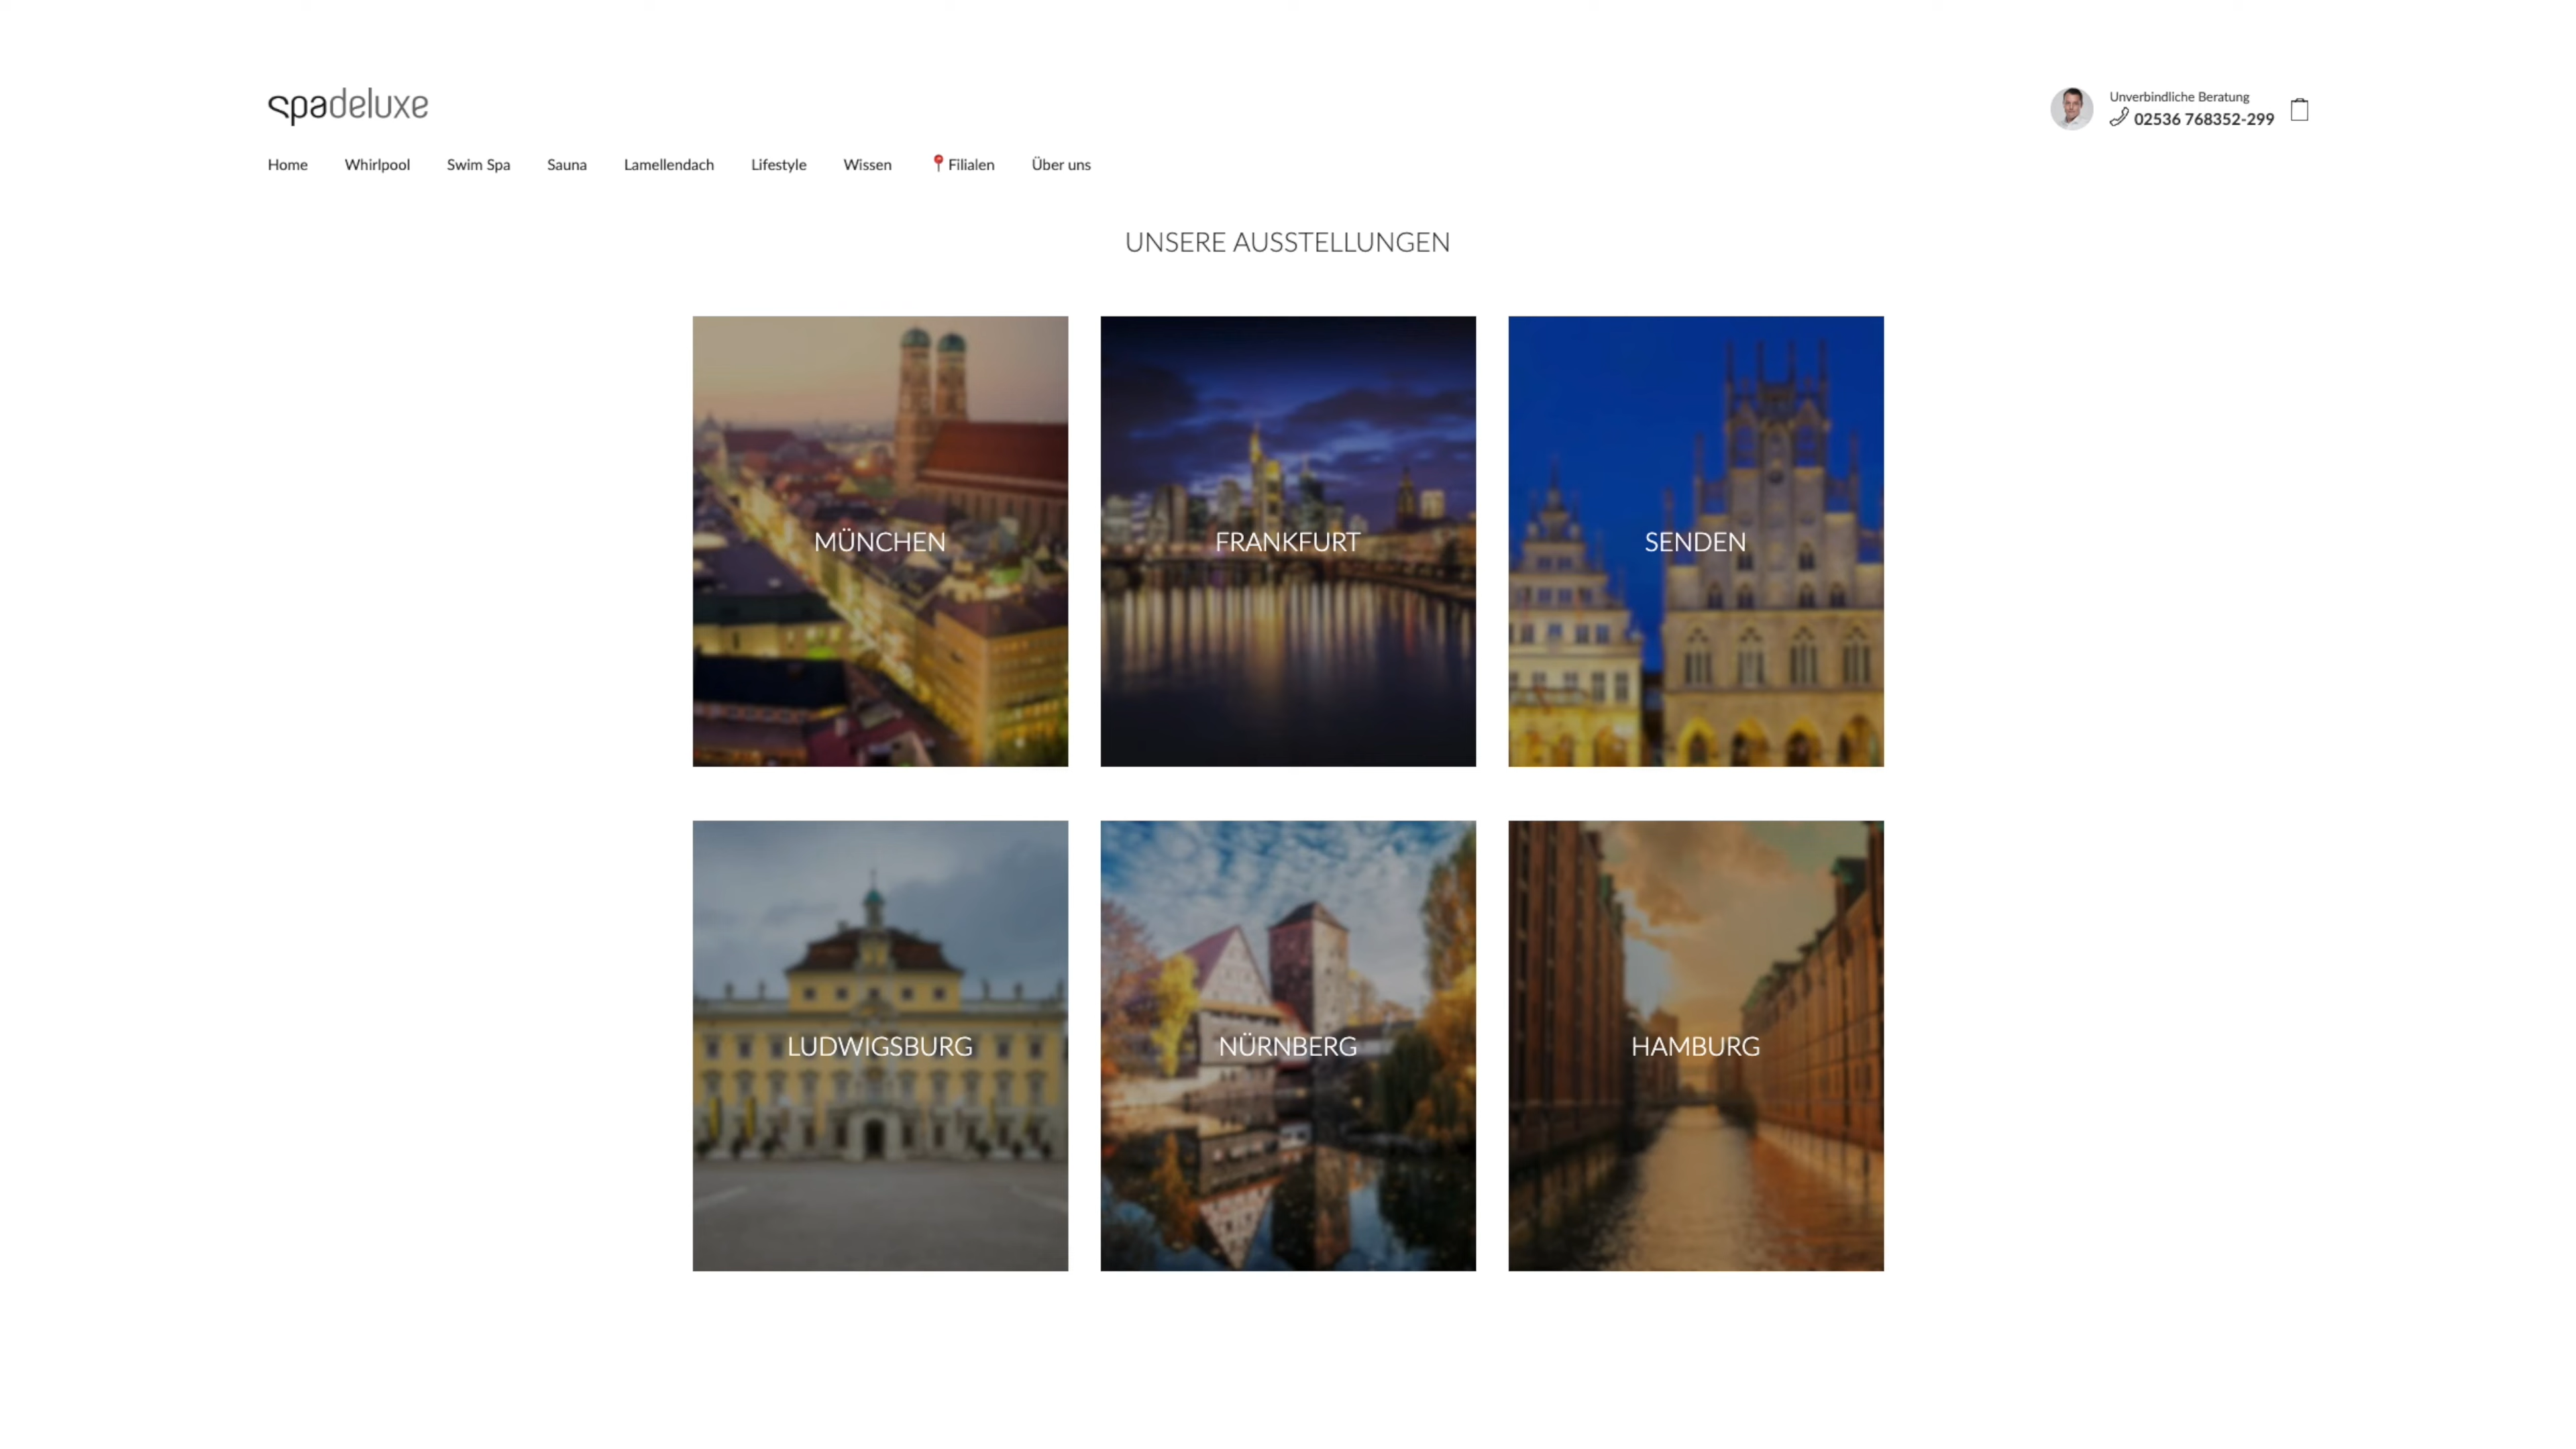 spadeluxe
Unverbindliche Beratung
02536 768352-299
Home Whirlpool Swim Spa Sauna Lamellendach Lifestyle Wissen Filialen Über uns
UNSERE AUSSTELLUNGEN
MÜNCHEN
FRANKFURT
SENDEN
LUDWIGSBURG
NÜRNBERG
HAMBURG